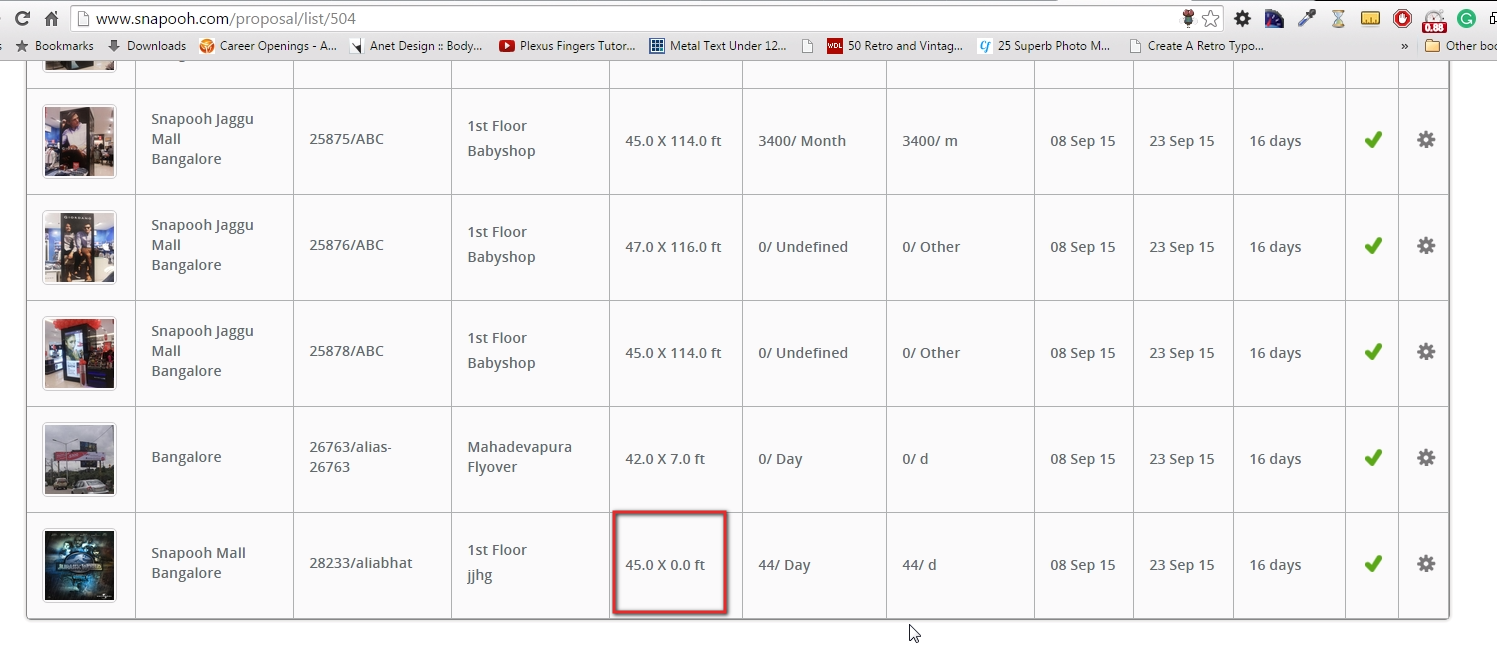 www.snapooh.com/proposal/list/504
0.88
Bookmarks Downloads Career Openings - A... Anet Design :: Body... Plexus Fingers Tutor... Metal Text Under 12... WDL 50 Retro and Vintag... cf 25 Superb Photo M... Create A Retro Typo... » Other boo
Snapooh Jaggu
Mall
Bangalore
25875/ABC
1st Floor
Babyshop
45.0 X 114.0 ft
3400/ Month
3400/ m
08 Sep 15
23 Sep 15
16 days
Snapooh Jaggu
Mall
Bangalore
25876/ABC
1st Floor
Babyshop
47.0 X 116.0 ft
0/ Undefined
0/ Other
08 Sep 15
23 Sep 15
16 days
Snapooh Jaggu
Mall
Bangalore
25878/ABC
1st Floor
Babyshop
45.0 X 114.0 ft
0/ Undefined
0/ Other
08 Sep 15
23 Sep 15
16 days
Bangalore
26763/alias-
26763
Mahadevapura
Flyover
42.0 X 7.0 ft
0/ Day
0/ d
08 Sep 15
23 Sep 15
16 days
Snapooh Mall
Bangalore
28233/aliabhat
1st Floor
jjhg
45.0 X 0.0 ft
44/ Day
44/ d
08 Sep 15
23 Sep 15
16 days